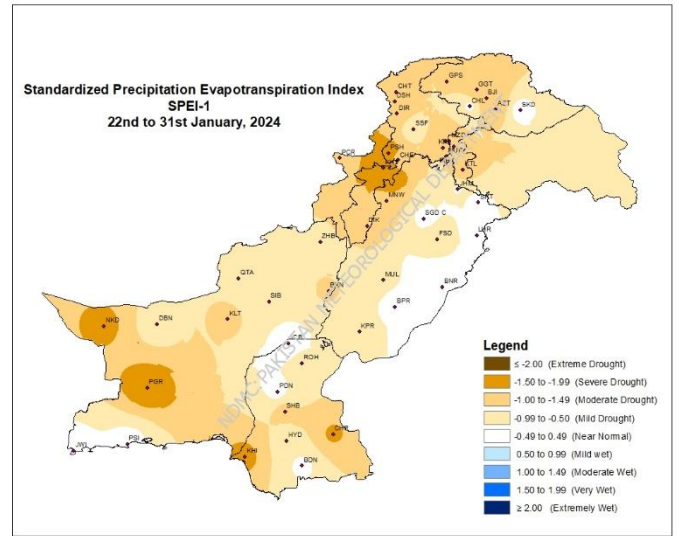 Standardized Precipitation Evapotranspiration Index
SPEI-1
22nd to 31st January, 2024
GPS
CHT
GGT
BJI
DSH
CHL
AZT
SKD
DIR
SSF
PCR
PSH
CHE
KTL
JHM
MNW
SGD C
DIK
FSD
LHR
ZHB
QTA
MUL
BNR
SIB
BPR
NKD
DBN
KLT
KPR
ROH
PGR
PDN
SHB
HYD
JWI
PSI
KHI
BDN
NDMC: PAKISTAN METEOROLOGICAL DEPARTMENT
Legend
≤ -2.00 (Extreme Drought)
-1.50 to -1.99 (Severe Drought)
-1.00 to -1.49 (Moderate Drought)
-0.99 to -0.50 (Mild Drought)
-0.49 to 0.49 (Near Normal)
0.50 to 0.99 (Mild wet)
1.00 to 1.49 (Moderate Wet)
1.50 to 1.99 (Very Wet)
≥ 2.00 (Extremely Wet)